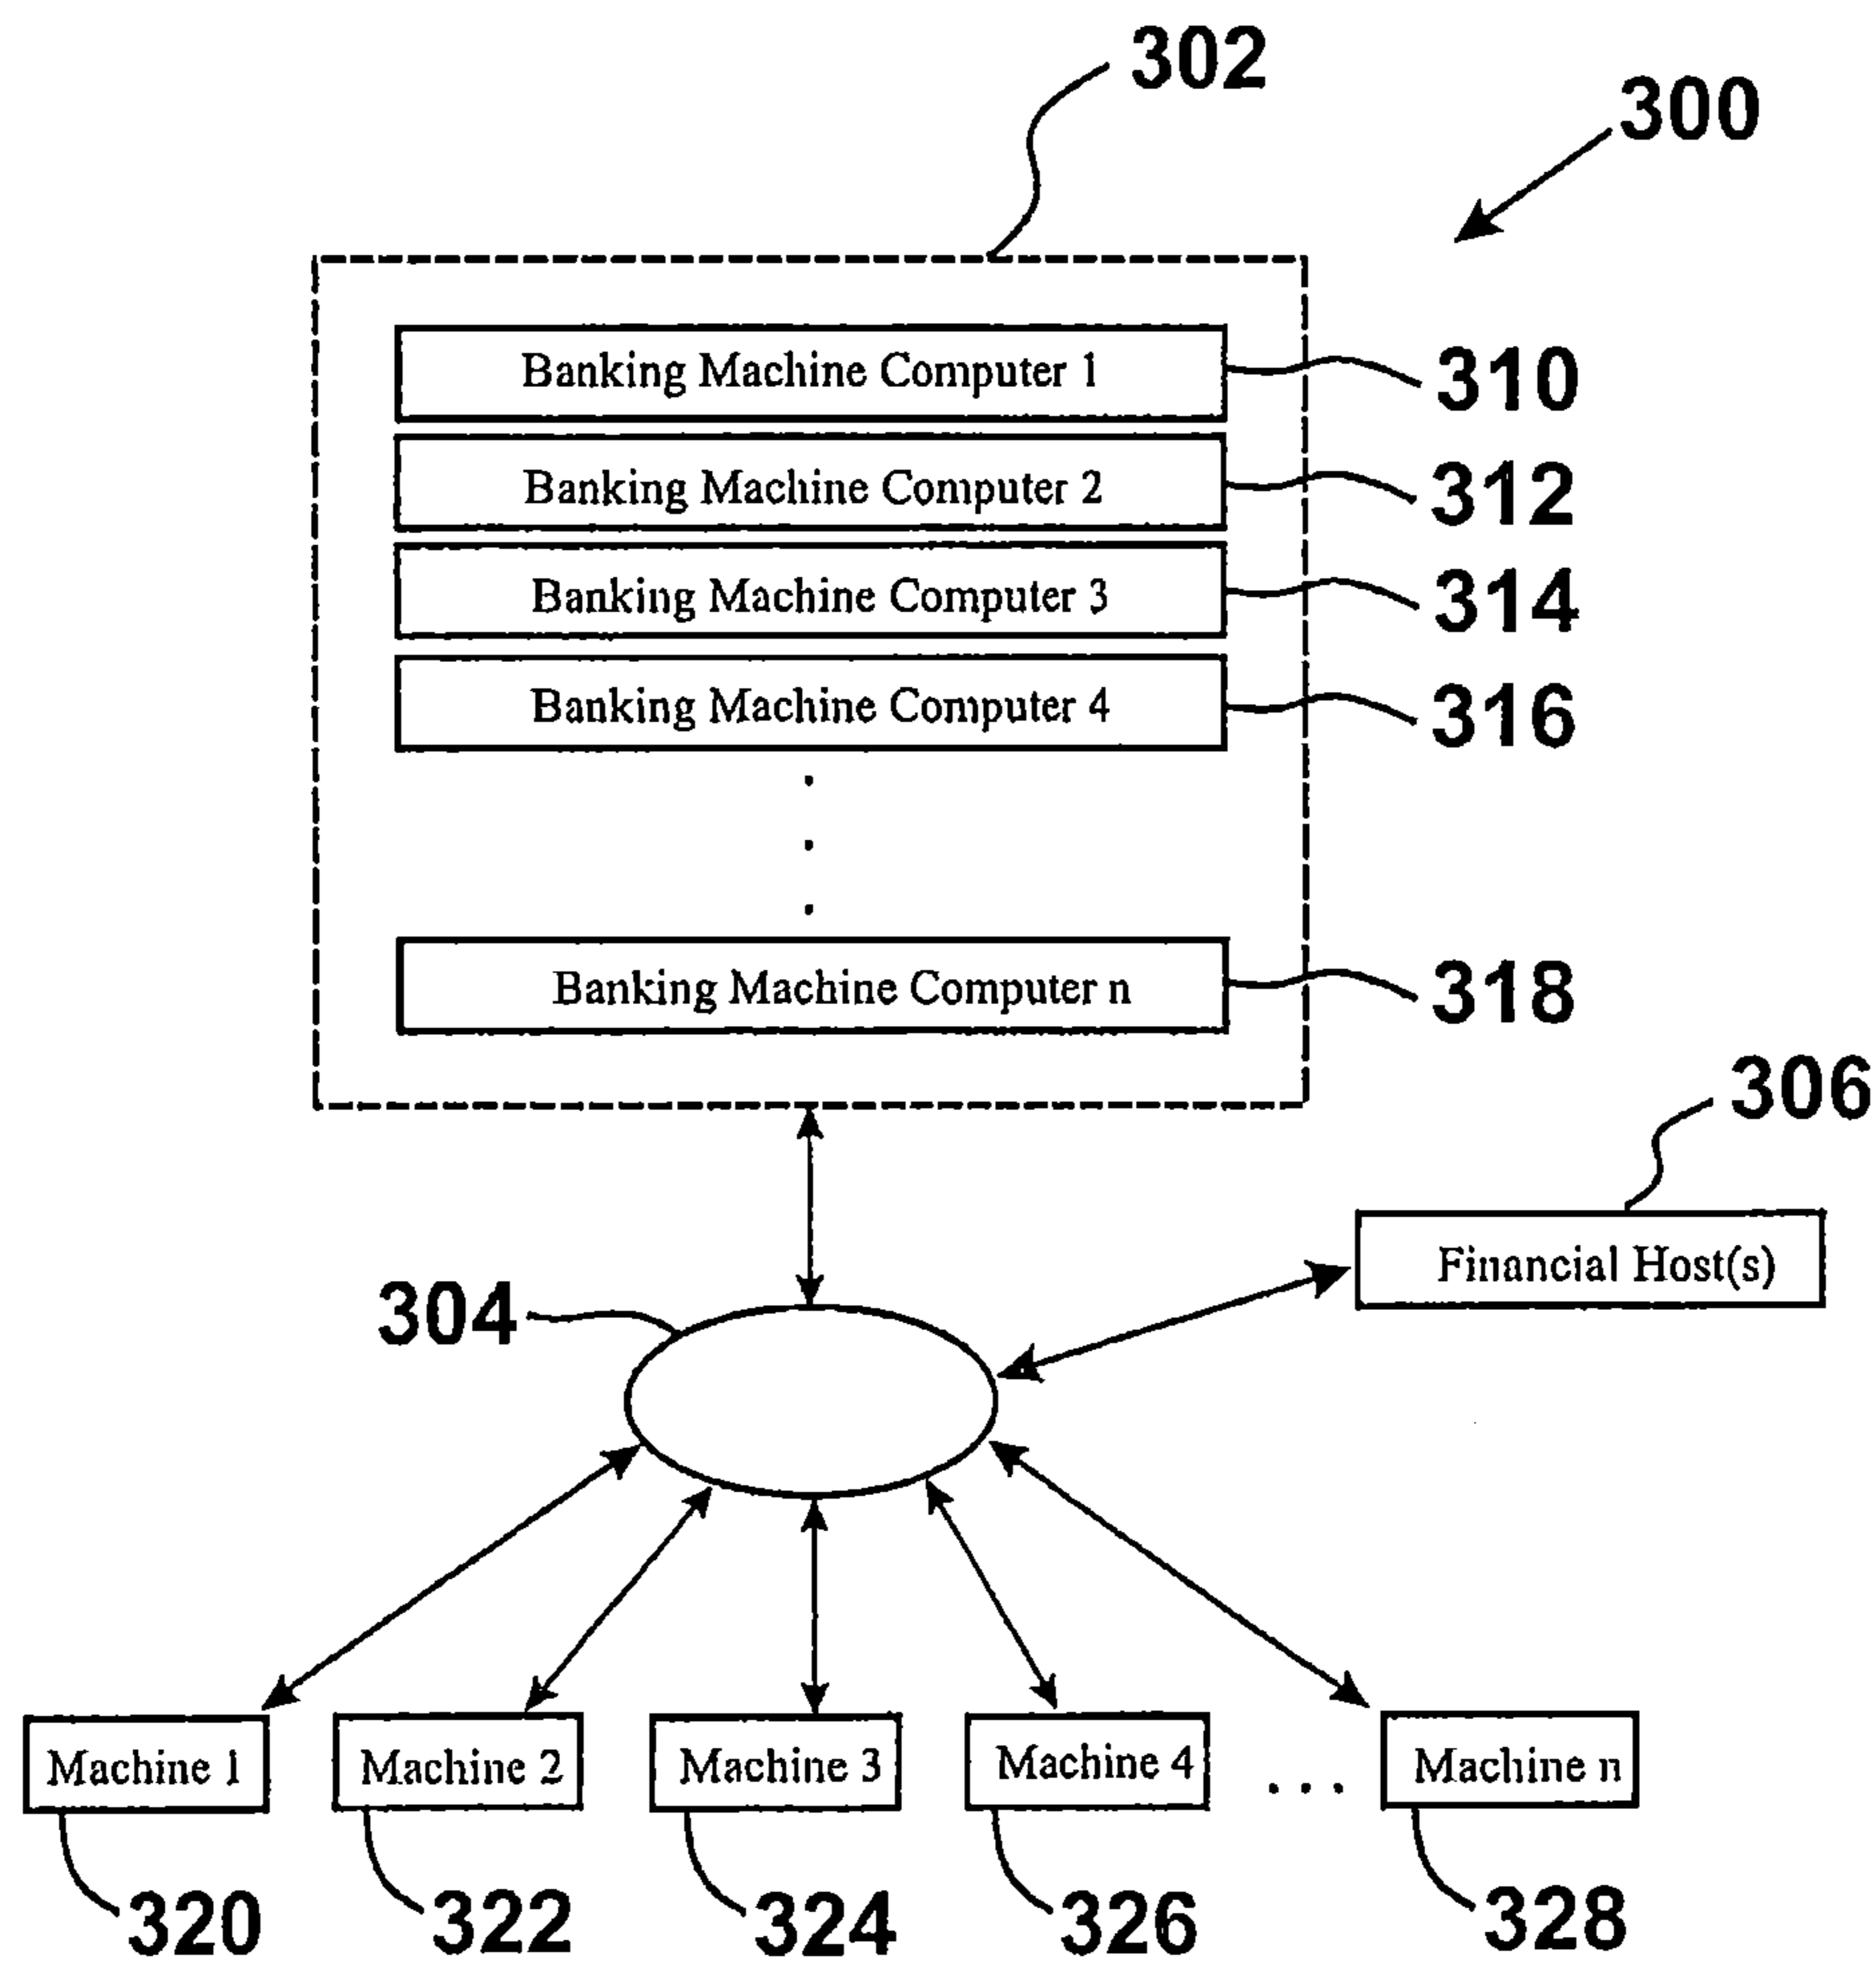 302
300
Banking Machine Computer 1
310
Banking Machine Computer 2
312
Banking Machine Computer 3
314
Banking Machine Computer 4
316
Banking Machine Computer n
318
306
Financial Host(s)
304
Machine 1
Machine 2
Machine 3
Machine 4
...
Machine n
320
322
324
326
328